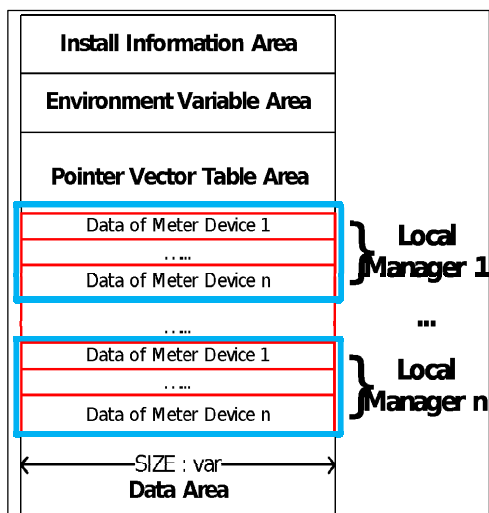 Install Information Area
Environment Variable Area
Pointer Vector Table Area
Data of Meter Device 1
.....
Data of Meter Device n
Local
Manager 1
.....
...
Data of Meter Device 1
.....
Data of Meter Device n
Local
Manager n
SIZE : var
Data Area